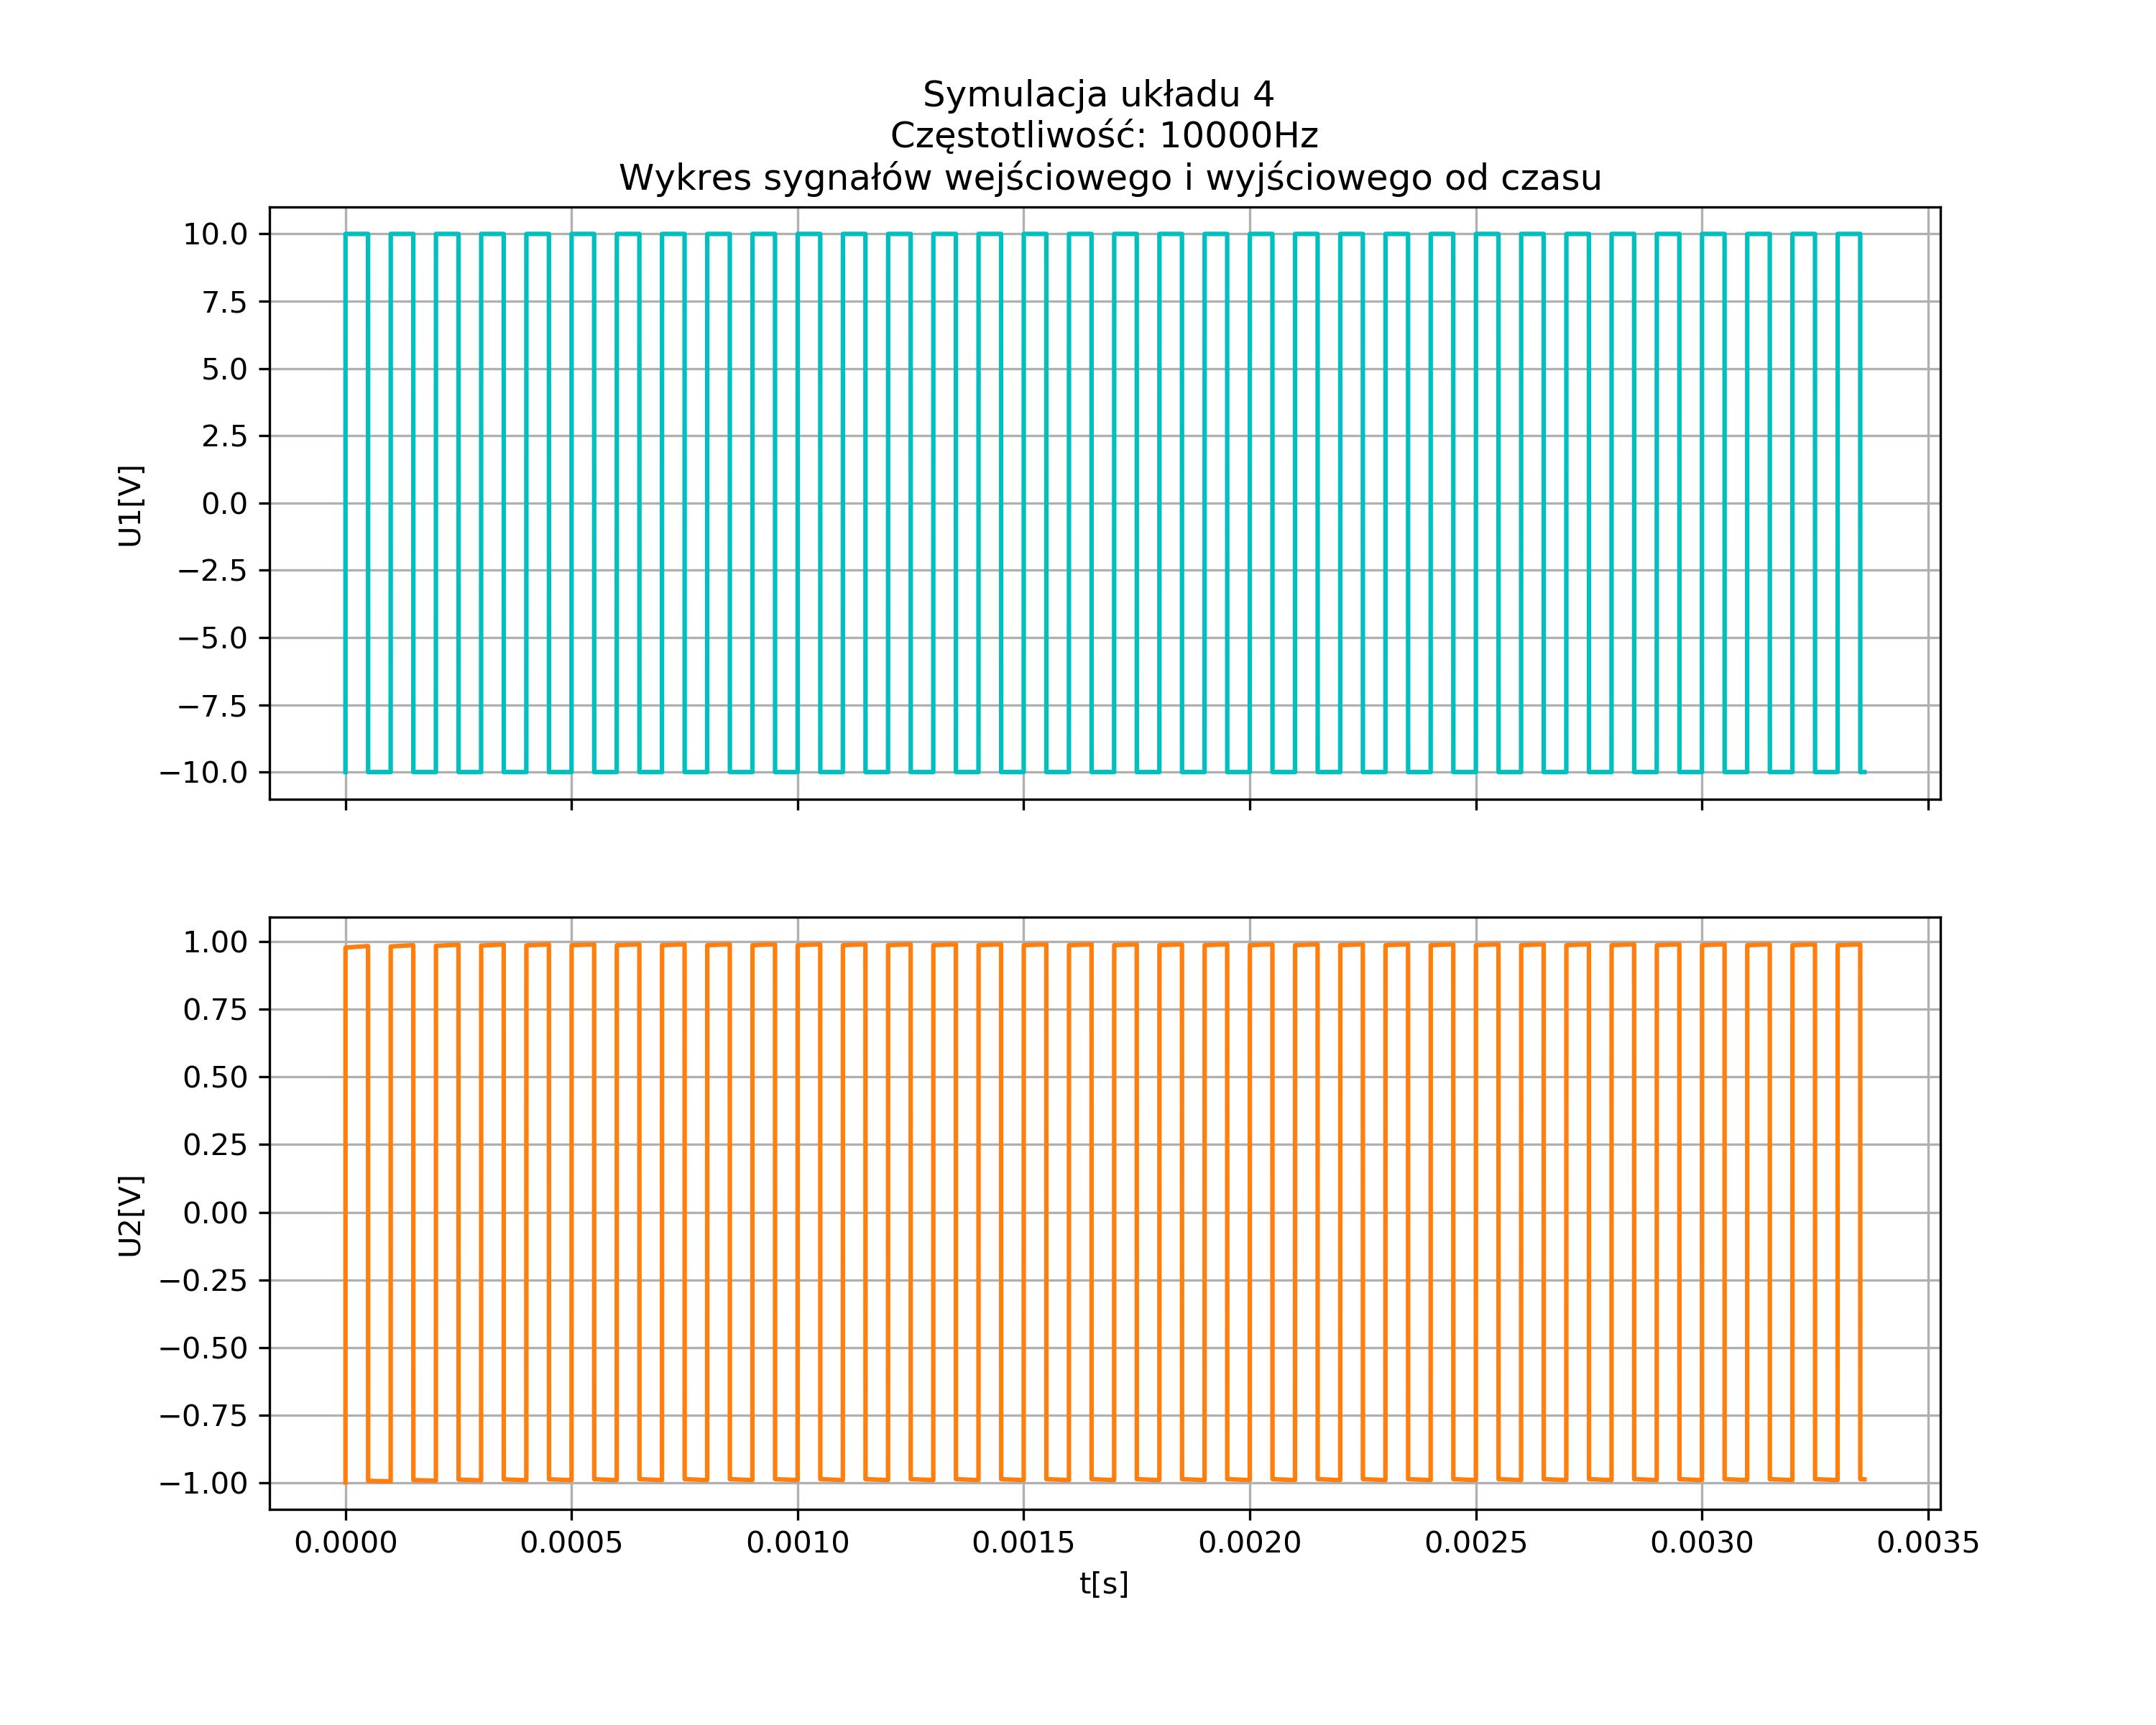 Symulacja układu 4
Częstotliwość: 10000Hz
Wykres sygnałów wejściowego i wyjściowego od czasu
10.0
7.5
5.0
2.5
0.0
−2.5
−5.0
−7.5
−10.0
U1[V]
1.00
0.75
0.50
0.25
0.00
−0.25
−0.50
−0.75
−1.00
U2[V]
0.0000 0.0005 0.0010 0.0015 0.0020 0.0025 0.0030 0.0035
t[s]